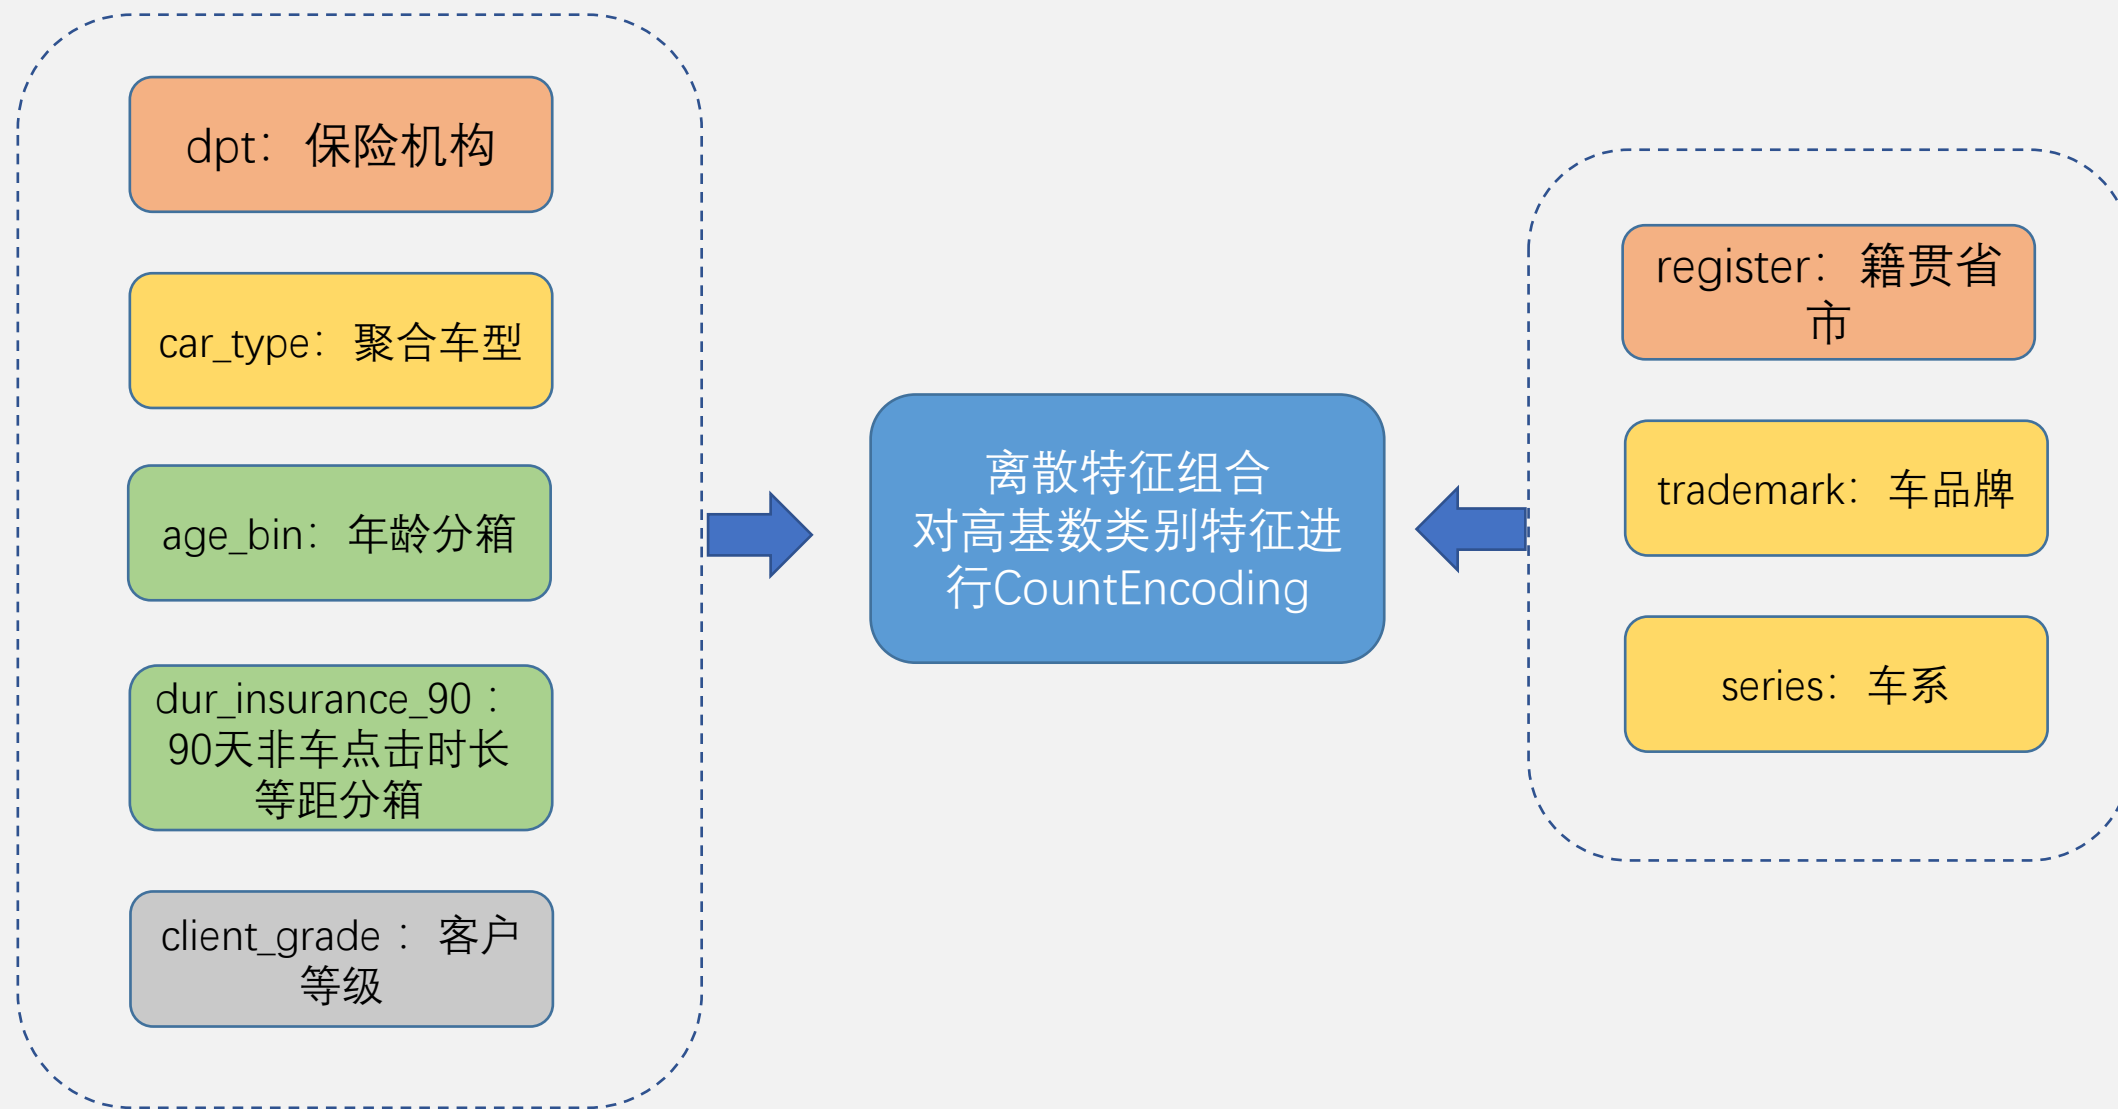 dpt：保险机构
car_type：聚合车型
age_bin：年龄分箱
dur_insurance_90：
90天非车点击时长
等距分箱
client_grade：客户
等级
离散特征组合
对高基数类别特征进
行CountEncoding
register：籍贯省
市
trademark：车品牌
series：车系